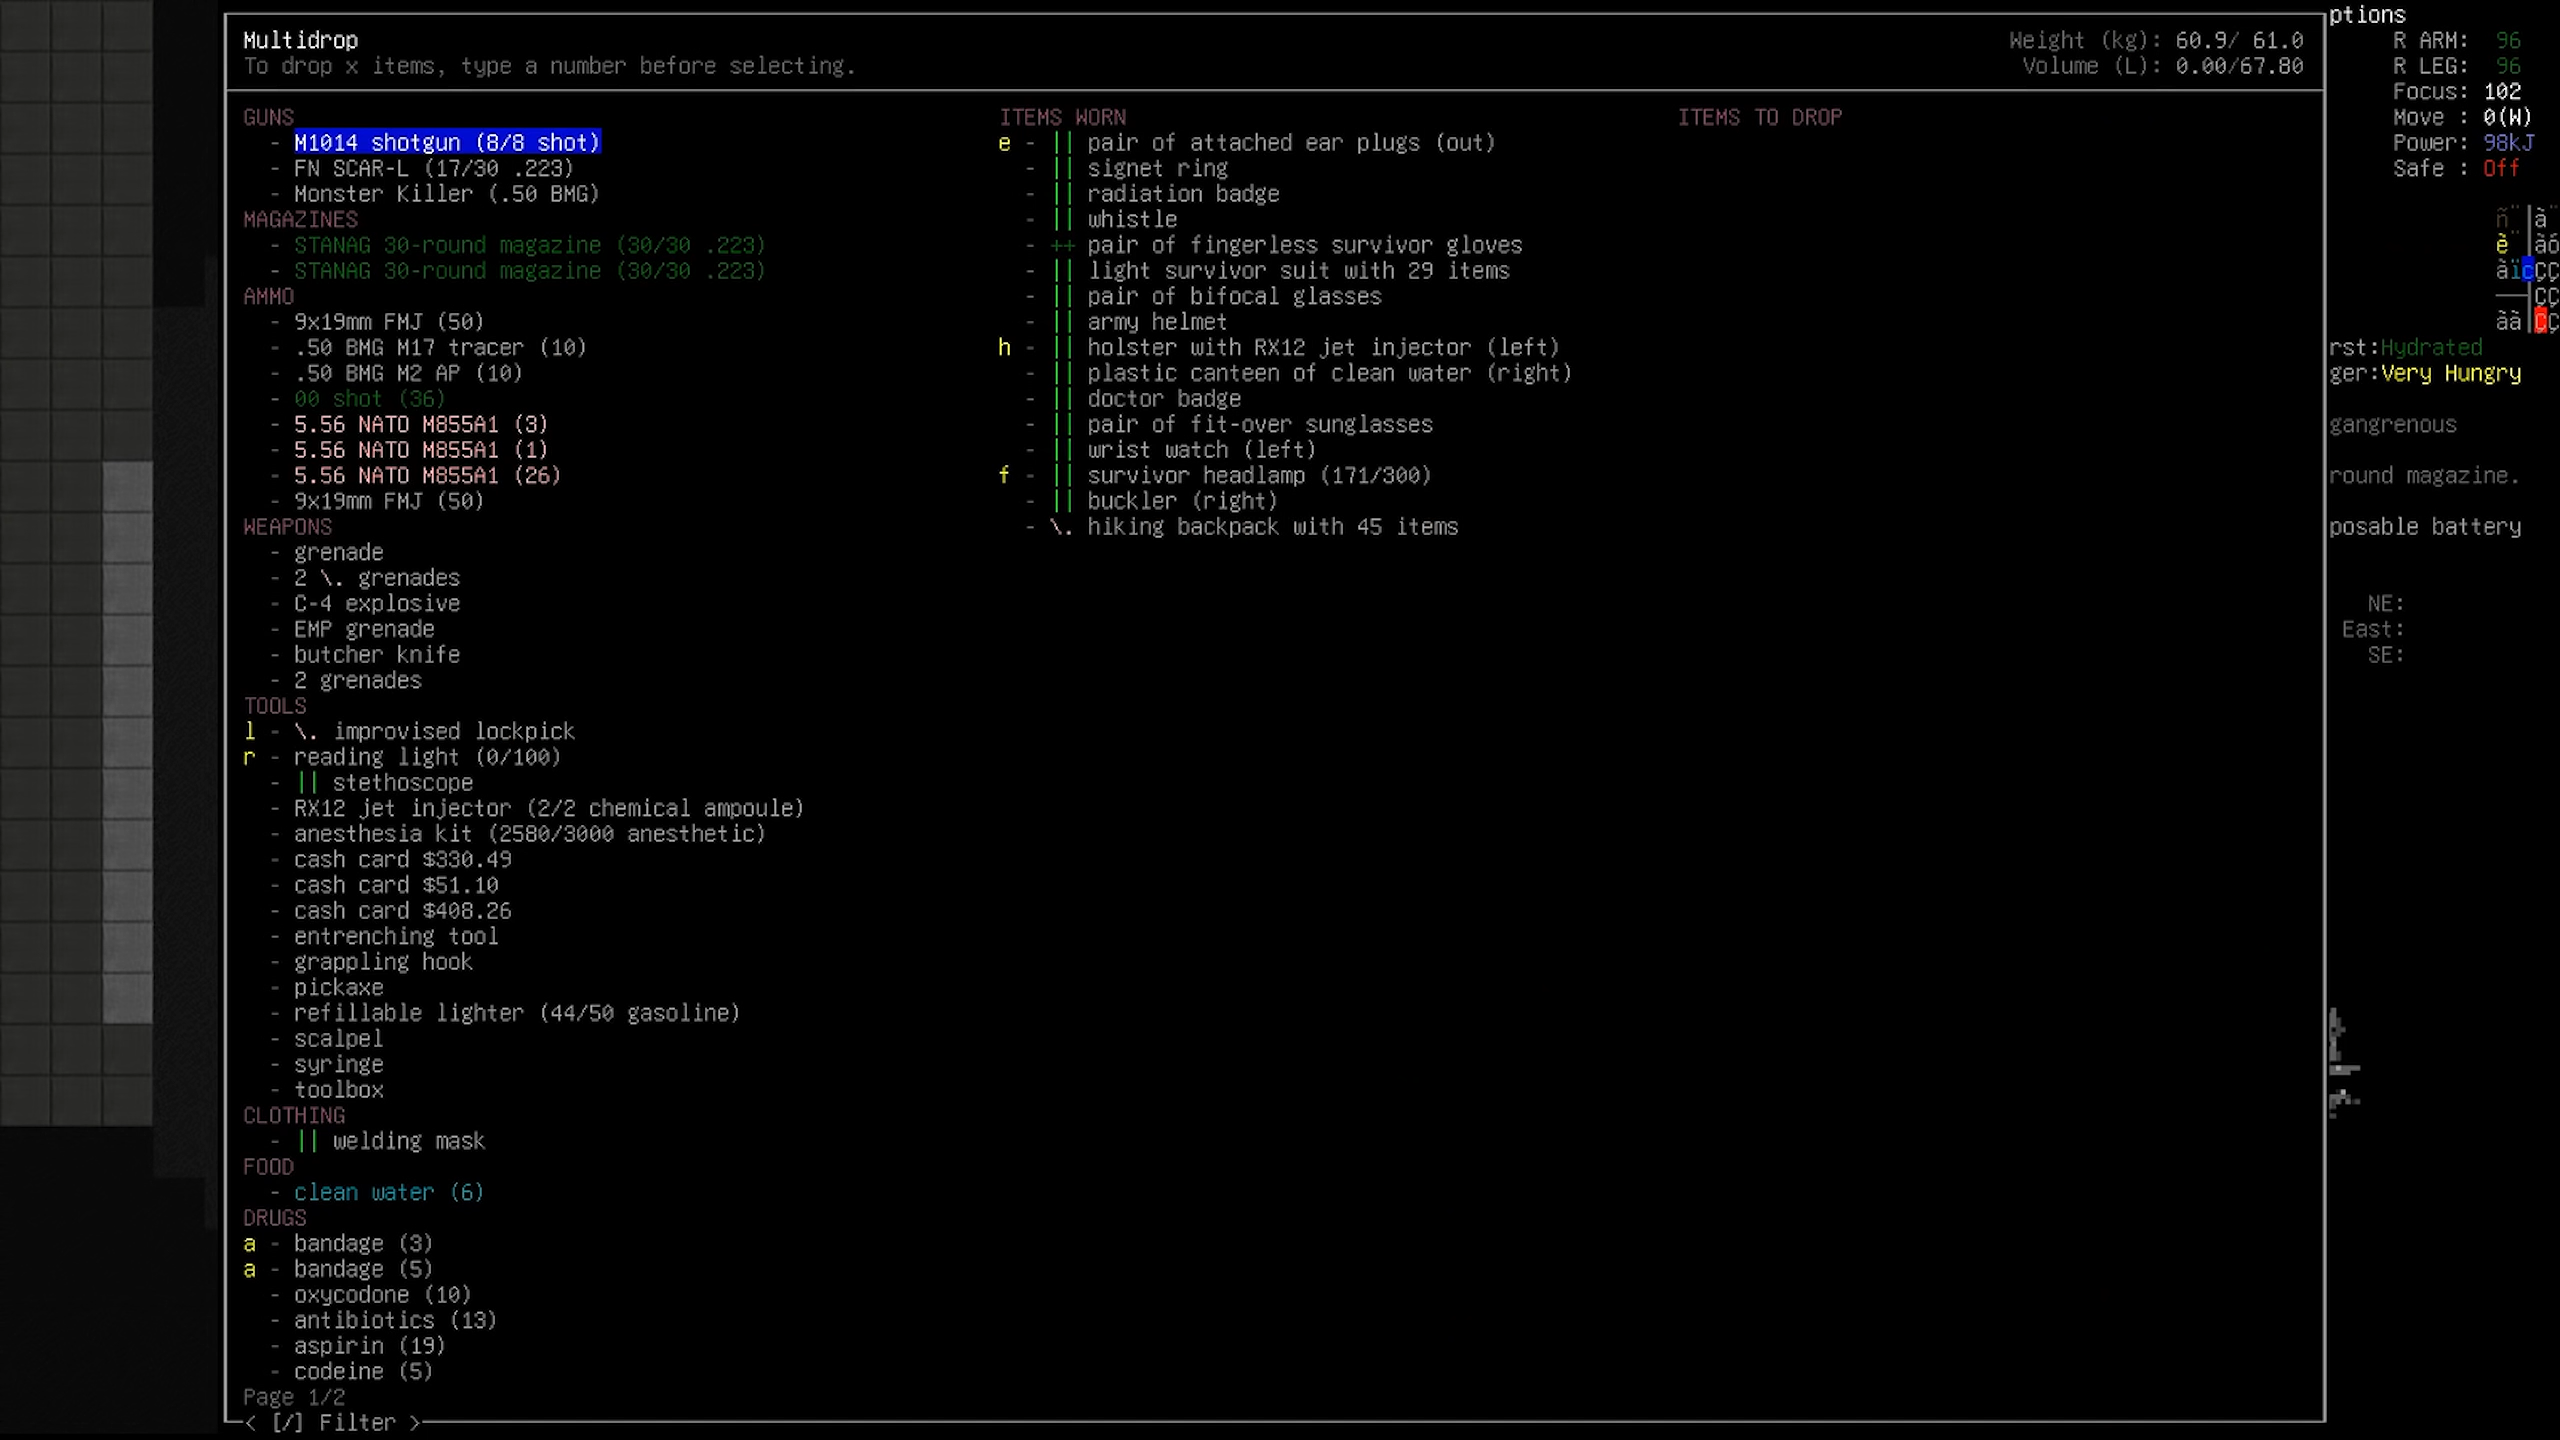 Multidrop
To drop x items, type a number before selecting.
Weight (kg): 60.9/ 61.0
Volume (L): 0.00/67.80
GUNS
- M1014 shotgun (8/8 shot)
- FN SCAR-L (17/30 .223)
- Monster Killer (.50 BMG)
MAGAZINES
- STANAG 30-round magazine (30/30 .223)
- STANAG 30-round magazine (30/30 .223)
AMMO
- 9x19mm FMJ (50)
- .50 BMG M17 tracer (10)
- .50 BMG M2 AP (10)
- 00 shot (36)
- 5.56 NATO M855A1 (3)
- 5.56 NATO M855A1 (1)
- 5.56 NATO M855A1 (26)
- 9x19mm FMJ (50)
WEAPONS
- grenade
- 2 \. grenades
- C-4 explosive
- EMP grenade
- butcher knife
- 2 grenades
TOOLS
l - \. improvised lockpick
r - reading light (0/100)
- || stethoscope
- RX12 jet injector (2/2 chemical ampoule)
- anesthesia kit (2580/3000 anesthetic)
- cash card $330.49
- cash card $51.10
- cash card $408.26
- entrenching tool
- grappling hook
- pickaxe
- refillable lighter (44/50 gasoline)
- scalpel
- syringe
- toolbox
CLOTHING
- || welding mask
FOOD
- clean water (6)
DRUGS
a - bandage (3)
a - bandage (5)
- oxycodone (10)
- antibiotics (13)
- aspirin (19)
- codeine (5)
Page 1/2
< [/] Filter >
ITEMS WORN
e - || pair of attached ear plugs (out)
- || signet ring
- || radiation badge
- || whistle
- ++ pair of fingerless survivor gloves
- || light survivor suit with 29 items
- || pair of bifocal glasses
- || army helmet
h - || holster with RX12 jet injector (left)
- || plastic canteen of clean water (right)
- || doctor badge
- || pair of fit-over sunglasses
- || wrist watch (left)
f - || survivor headlamp (171/300)
- || buckler (right)
- \. hiking backpack with 45 items
ITEMS TO DROP
ptions
R ARM: 96
R LEG: 96
Focus: 102
Move : 0(W)
Power: 98kJ
Safe : Off
rst:Hydrated
ger:Very Hungry
gangrenous
round magazine.
posable battery
NE:
East:
SE: